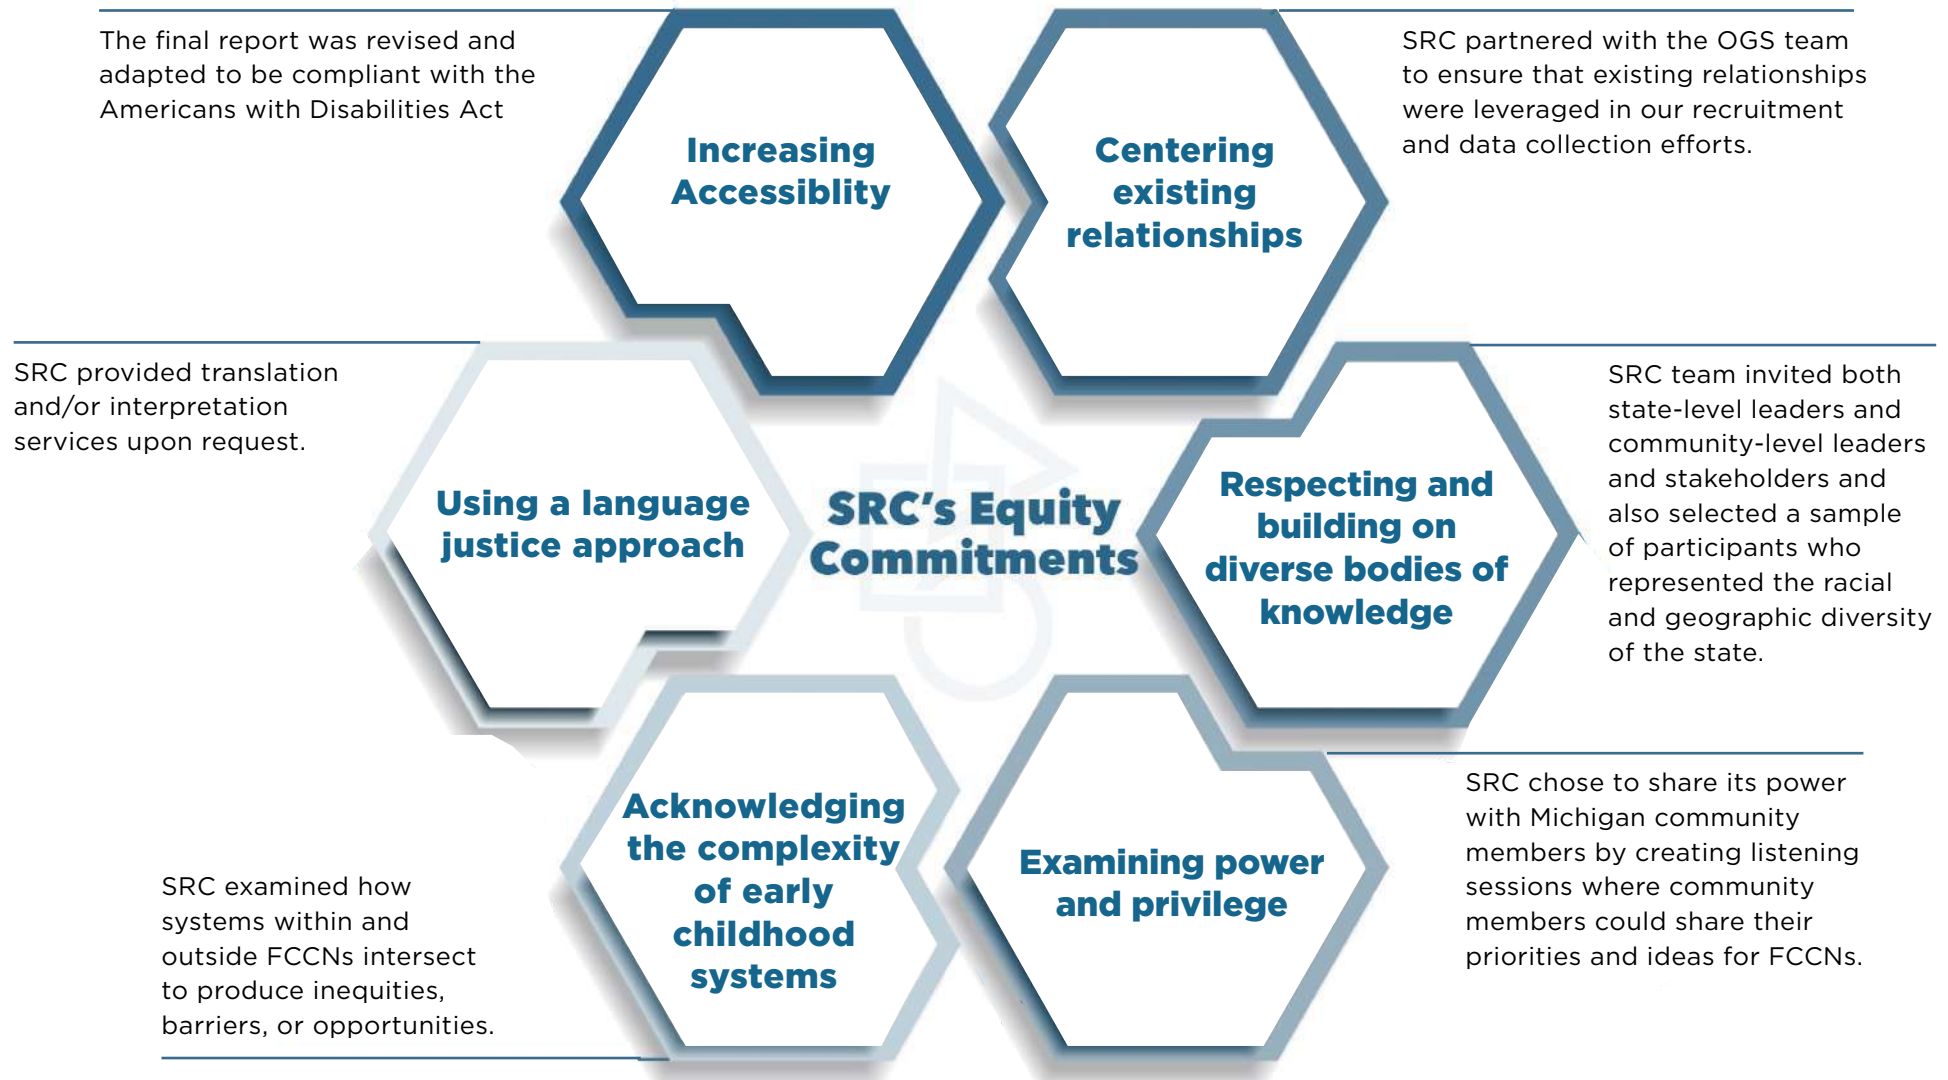 The final report was revised and
adapted to be compliant with the
Americans with Disabilities Act
Increasing
Accessiblity
Centering
existing
relationships
SRC partnered with the OGS team
to ensure that existing relationships
were leveraged in our recruitment
and data collection efforts.
SRC provided translation
and/or interpretation
services upon request.
Using a language
justice approach
SRC's Equity
Commitments
Respecting and
building on
diverse bodies of
knowledge
SRC team invited both
state-level leaders and
community-level leaders
and stakeholders and
also selected a sample
of participants who
represented the racial
and geographic diversity
of the state.
SRC examined how
systems within and
outside FCCNs intersect
to produce inequities,
barriers, or opportunities.
Acknowledging
the complexity
of early
childhood
systems
Examining power
and privilege
SRC chose to share its power
with Michigan community
members by creating listening
sessions where community
members could share their
priorities and ideas for FCCNs.